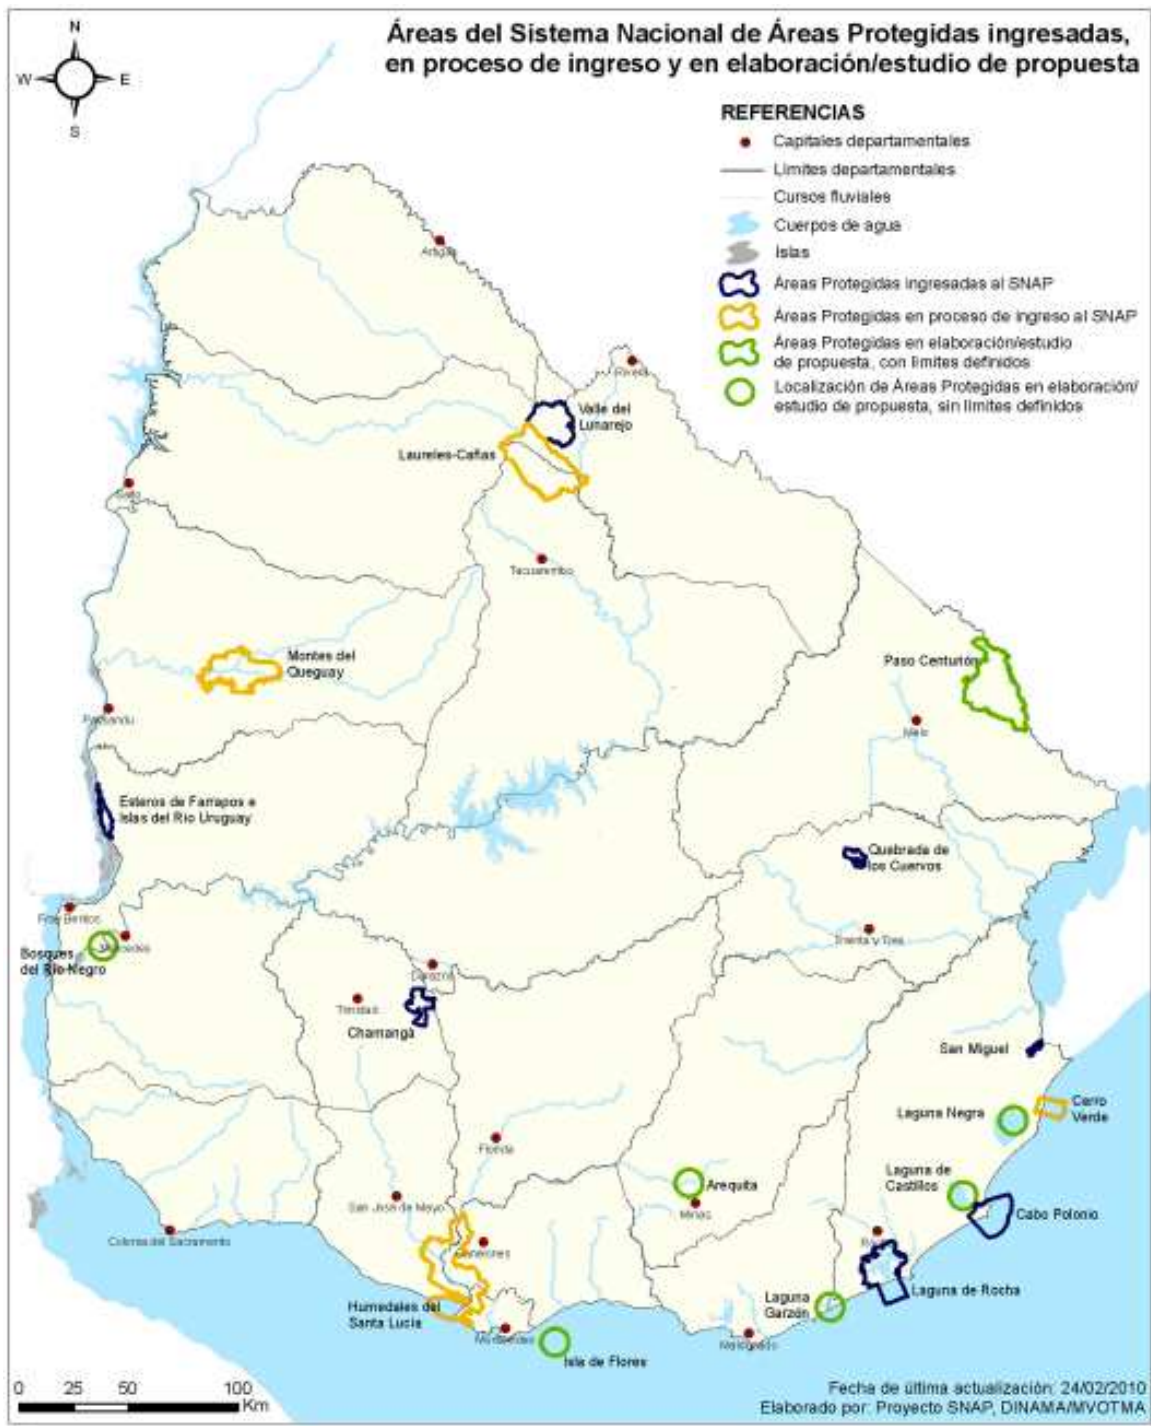 Áreas del Sistema Nacional de Áreas Protegidas ingresadas,
en proceso de ingreso y en elaboración/estudio de propuesta
N
W
E
S
REFERENCIAS
Capitales departamentales
Límites departamentales
Cursos fluviales
Cuerpos de agua
Islas
Áreas Protegidas ingresadas al SNAP
Áreas Protegidas en proceso de ingreso al SNAP
Áreas Protegidas en elaboración/estudio
de propuesta, con límites definidos
Localización de Áreas Protegidas en elaboración/
estudio de propuesta, sin límites definidos
Artigas
Rivera
Valle del
Lunarejo
Laureles-Cañas
Salto
Tacuarembo
Montes del
Queguay
Paso Centurión
Paysandu
Melo
Esteros de Farrapos e
Islas del Río Uruguay
Quebrada de
los Cuervos
Fray Bentos
Mercedes
Treinta y Tres
Bosques
del Río Negro
Durazno
Trinidad
Chamangá
San Miguel
Laguna Negra
Cerro
Verde
Florida
Laguna de
Castillos
Arequita
Minas
San José de Mayo
Cabo Polonio
Colonia del Sacramento
Canelones
Laguna de Rocha
Laguna
Garzón
Humedales del
Santa Lucía
Montevideo
Maldonado
Isla de Flores
0 25 50 100
Km
Fecha de última actualización: 24/02/2010
Elaborado por: Proyecto SNAP, DINAMA/MVOTMA